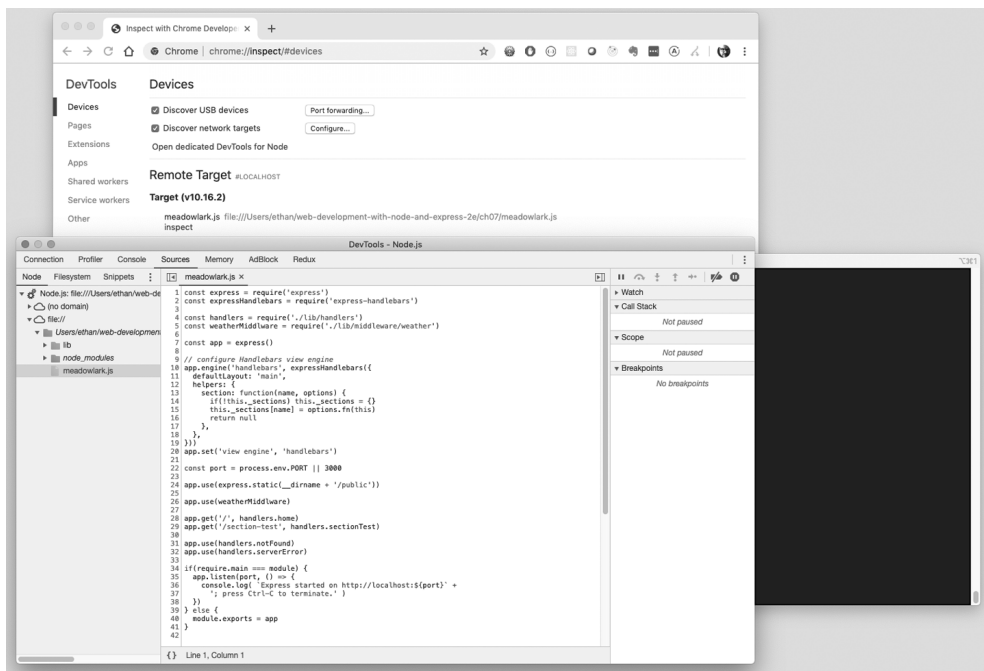 Inspect with Chrome Develope × +
Chrome | chrome://inspect/#devices
DevTools
Devices
Pages
Extensions
Apps
Shared workers
Service workers
Other
Devices
Discover USB devices Port forwarding...
Discover network targets Configure...
Open dedicated DevTools for Node
Remote Target #LOCALHOST
Target (v10.16.2)
meadowlark.js file:///Users/ethan/web-development-with-node-and-express-2e/ch07/meadowlark.js
inspect
DevTools - Node.js
Connection Profiler Console Sources Memory AdBlock Redux
Node Filesystem Snippets
Node.js: file:///Users/ethan/web-de
(no domain)
file://
Users/ethan/web-development
lib
node_modules
meadowlark.js
meadowlark.js ×
1 const express = require('express')
2 const expressHandlebars = require('express-handlebars')
3
4 const handlers = require('./lib/handlers')
5 const weatherMiddlware = require('./lib/middleware/weather')
6
7 const app = express()
8
9 // configure Handlebars view engine
10 app.engine('handlebars', expressHandlebars({
11 defaultLayout: 'main',
12 helpers: {
13 section: function(name, options) {
14 if(!this._sections) this._sections = {}
15 this._sections[name] = options.fn(this)
16 return null
17 },
18 },
19 }))
20 app.set('view engine', 'handlebars')
21
22 const port = process.env.PORT || 3000
23
24 app.use(express.static(__dirname + '/public'))
25
26 app.use(weatherMiddlware)
27
28 app.get('/', handlers.home)
29 app.get('/section-test', handlers.sectionTest)
30
31 app.use(handlers.notFound)
32 app.use(handlers.serverError)
33
34 if(require.main === module) {
35 app.listen(port, () => {
36 console.log( `Express started on http://localhost:${port}` +
37 '; press Ctrl-C to terminate.' )
38 })
39 } else {
40 module.exports = app
41 }
42
{} Line 1, Column 1
Watch
Call Stack
Not paused
Scope
Not paused
Breakpoints
No breakpoints
⌥⌘1